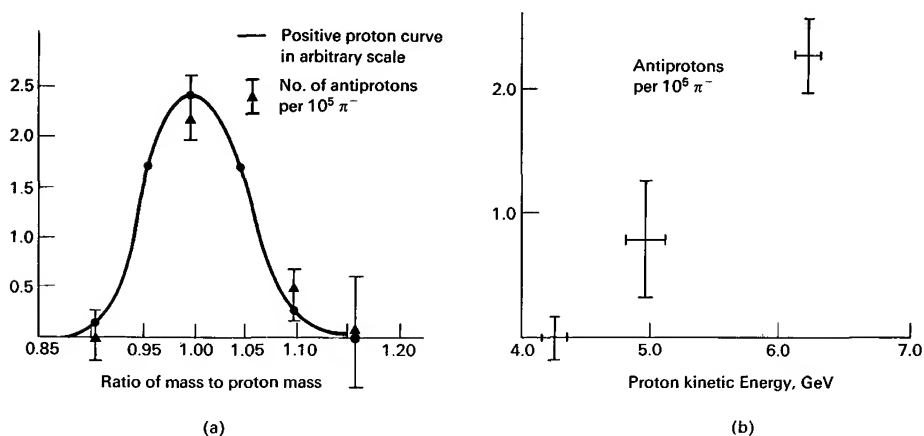 Positive proton curve
in arbitrary scale
No. of antiprotons
per 10⁵ π⁻
2.5
2.0
1.5
1.0
0.5
0.85
0.95
1.00
1.05
1.10
1.20
Ratio of mass to proton mass
(a)
Antiprotons
per 10⁵ π⁻
2.0
1.0
4.0
5.0
6.0
7.0
Proton kinetic Energy, GeV
(b)